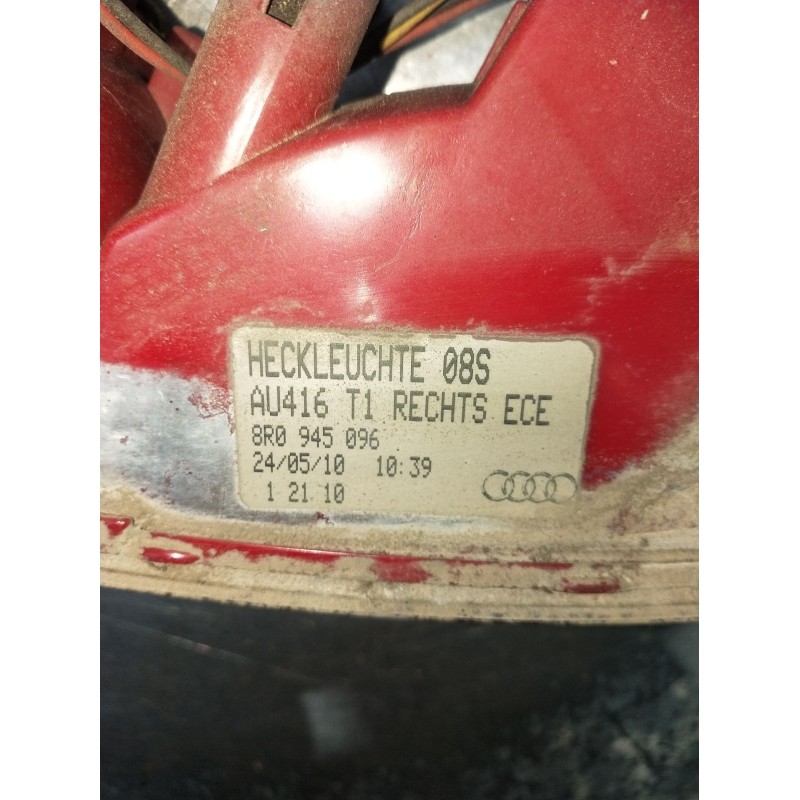 HECKLEUCHTE 08S
AU416 T1 RECHTS ECE
8R0 945 096
24/05/10 10:39
1 21 10